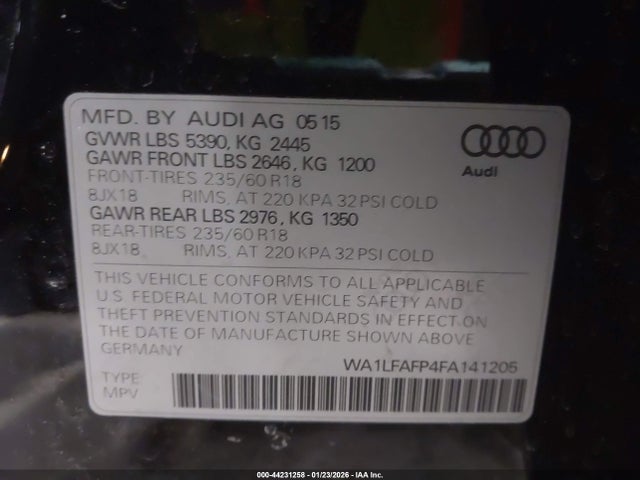 MFD. BY AUDI AG 05 15
GVWR LBS 5390, KG 2445
GAWR FRONT LBS 2646, KG 1200
FRONT-TIRES 235/60 R18
8JX18 RIMS, AT 220 KPA 32 PSI COLD
GAWR REAR LBS 2976, KG 1350
REAR-TIRES 235/60 R18
8JX18 RIMS, AT 220 KPA 32 PSI COLD
Audi
THIS VEHICLE CONFORMS TO ALL APPLICABLE
U.S. FEDERAL MOTOR VEHICLE SAFETY AND
THEFT PREVENTION STANDARDS IN EFFECT ON
THE DATE OF MANUFACTURE SHOWN ABOVE
GERMANY
WA1LFAFP4FA141205
TYPE:
MPV
000-44231258 - 01/23/2026 - IAA Inc.